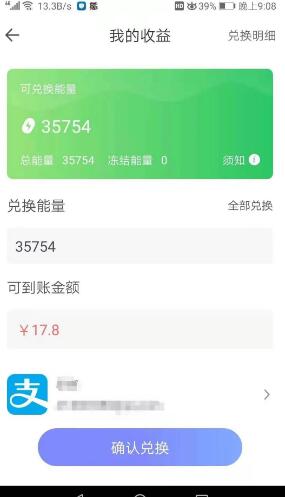 13.3B/s HD 39% 晚上9:08
我的收益 兑换明细
可兑换能量
35754
总能量 35754 冻结能量 0 须知
兑换能量 全部兑换
35754
可到账金额
￥17.8
支
确认兑换